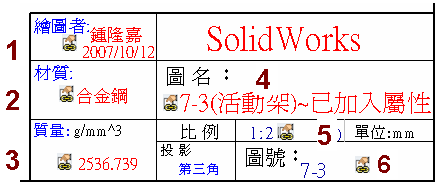 繪圖者:
鍾隆嘉
2007/10/12
SolidWorks
1
材質:
合金鋼
2
圖名：
4
7-3(活動架)~已加入屬性
質量: g/mm^3
2536.739
3
比例
1:2
5
)
單位:mm
投影
第三角
圖號:
7-3
6